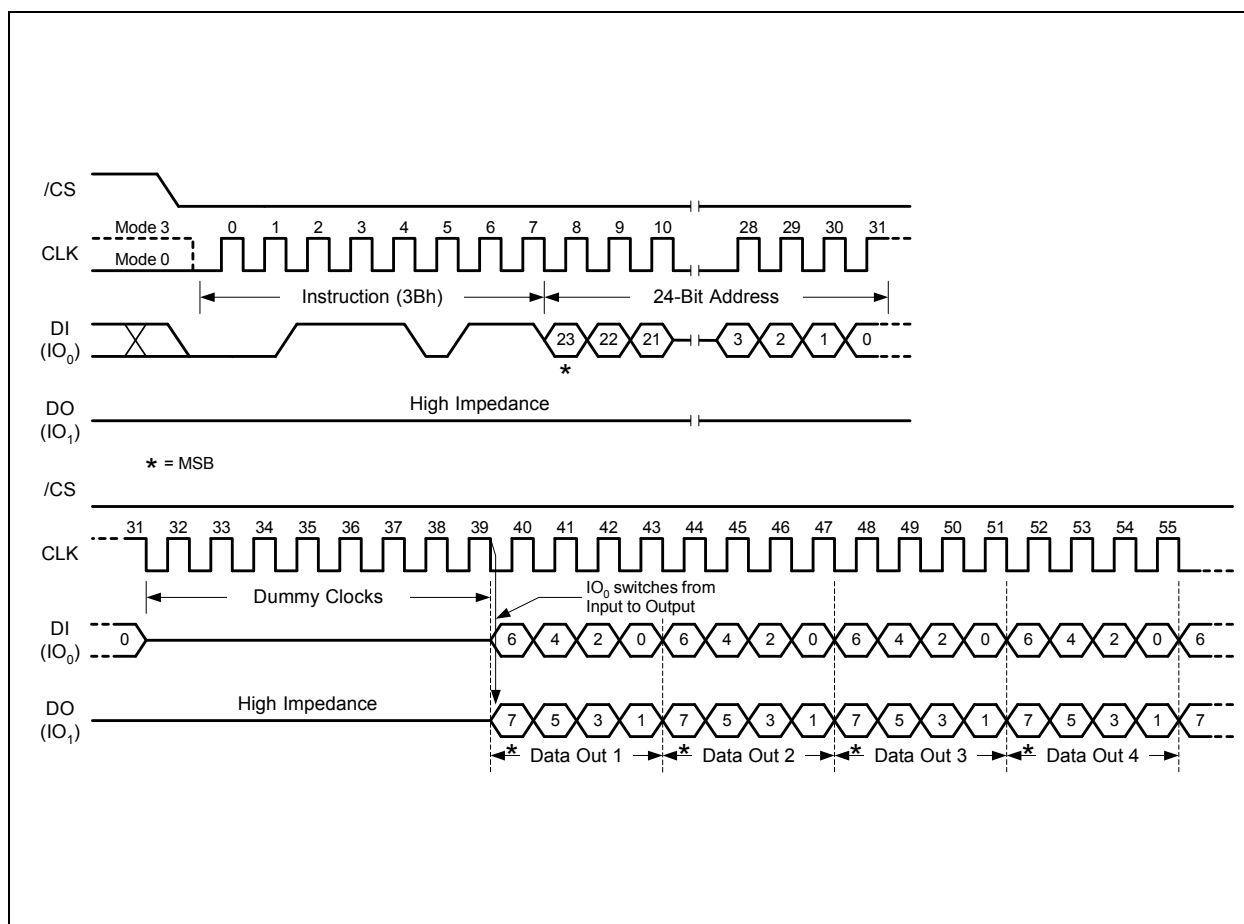 /CS
Mode 3 0 1 2 3 4 5 6 7 8 9 10 28 29 30 31
CLK
Mode 0
Instruction (3Bh) 24-Bit Address
DI
(IO0) 23 22 21 3 2 1 0
*
High Impedance
DO
(IO1)
* = MSB
/CS
31 32 33 34 35 36 37 38 39 40 41 42 43 44 45 46 47 48 49 50 51 52 53 54 55
CLK
Dummy Clocks
IO0 switches from
Input to Output
DI
(IO0) 0 6 4 2 0 6 4 2 0 6 4 2 0 6 4 2 0 6
High Impedance
DO
(IO1) 7 5 3 1 7 5 3 1 7 5 3 1 7 5 3 1 7
* Data Out 1 * Data Out 2 * Data Out 3 * Data Out 4